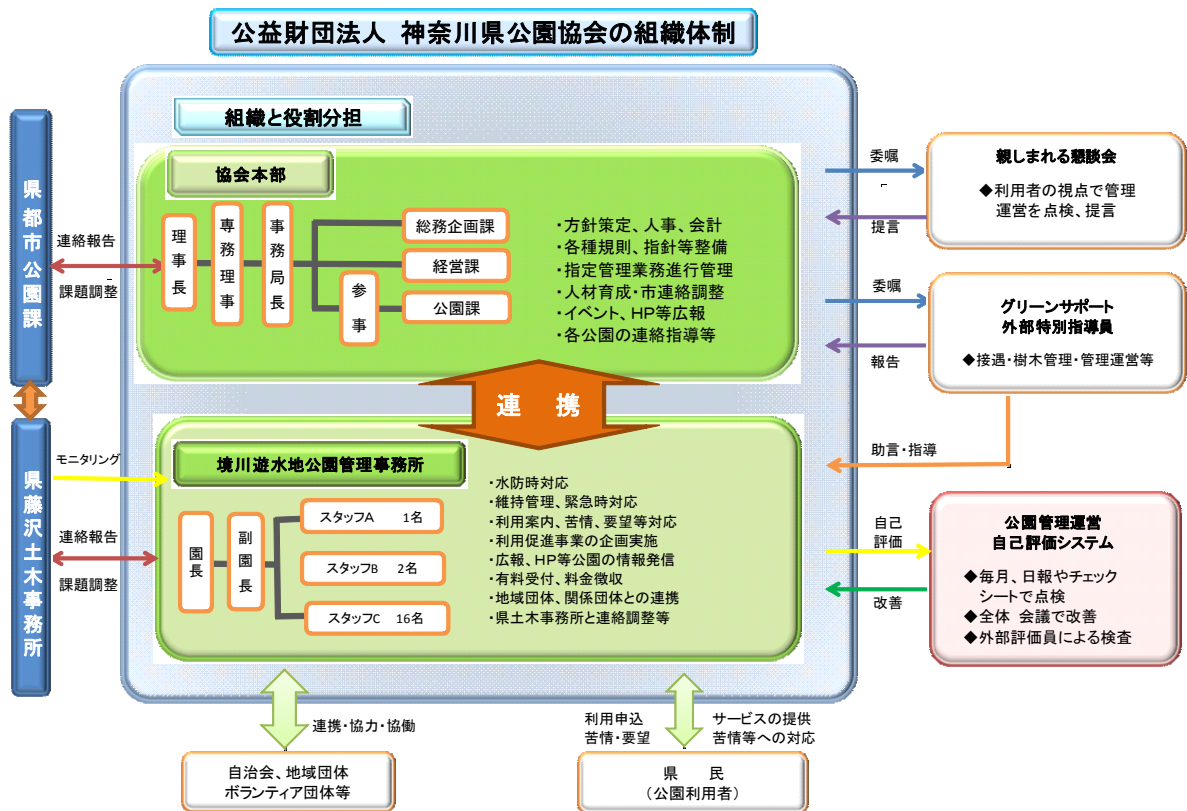 公益財団法人 神奈川県公園協会の組織体制
組織と役割分担
県都市公園課
連絡報告
課題調整
協会本部
理事長
専務理事
事務局長
参事
総務企画課
経営課
公園課
・方針策定、人事、会計
・各種規則、指針等整備
・指定管理業務進行管理
・人材育成・市連絡調整
・イベント、HP等広報
・各公園の連絡指導等
連 携
県藤沢土木事務所
モニタリング
連絡報告
課題調整
境川遊水地公園管理事務所
園長
副園長
スタッフA 1名
スタッフB 2名
スタッフC 16名
・水防時対応
・維持管理、緊急時対応
・利用案内、苦情、要望等対応
・利用促進事業の企画実施
・広報、HP等公園の情報発信
・有料受付、料金徴収
・地域団体、関係団体との連携
・県土木事務所と連絡調整等
委嘱
提言
親しまれる懇談会
◆利用者の視点で管理
運営を点検、提言
委嘱
報告
グリーンサポート
外部特別指導員
◆接遇・樹木管理・管理運営等
助言・指導
自己
評価
改善
公園管理運営
自己評価システム
◆毎月、日報やチェック
シートで点検
◆全体 会議で改善
◆外部評価員による検査
連携・協力・協働
自治会、地域団体
ボランティア団体等
利用申込
苦情・要望
サービスの提供
苦情等への対応
県 民
(公園利用者)